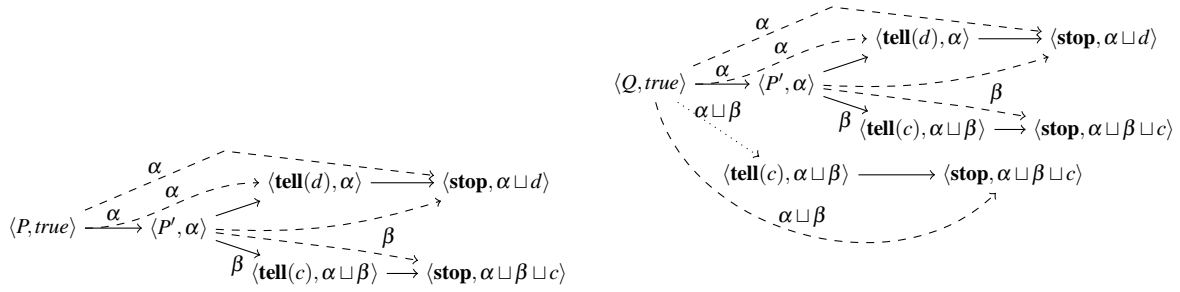 α
⟨tell(d), α⟩ ⟨stop, α ⊔ d⟩
α
⟨Q, true⟩ α ⟨P′, α⟩
β
α ⊔ β
β ⟨tell(c), α ⊔ β⟩ ⟨stop, α ⊔ β ⊔ c⟩
⟨tell(c), α ⊔ β⟩ ⟨stop, α ⊔ β ⊔ c⟩
α ⊔ β
α
⟨tell(d), α⟩ ⟨stop, α ⊔ d⟩
α
⟨P, true⟩ α ⟨P′, α⟩
β
β ⟨tell(c), α ⊔ β⟩ ⟨stop, α ⊔ β ⊔ c⟩